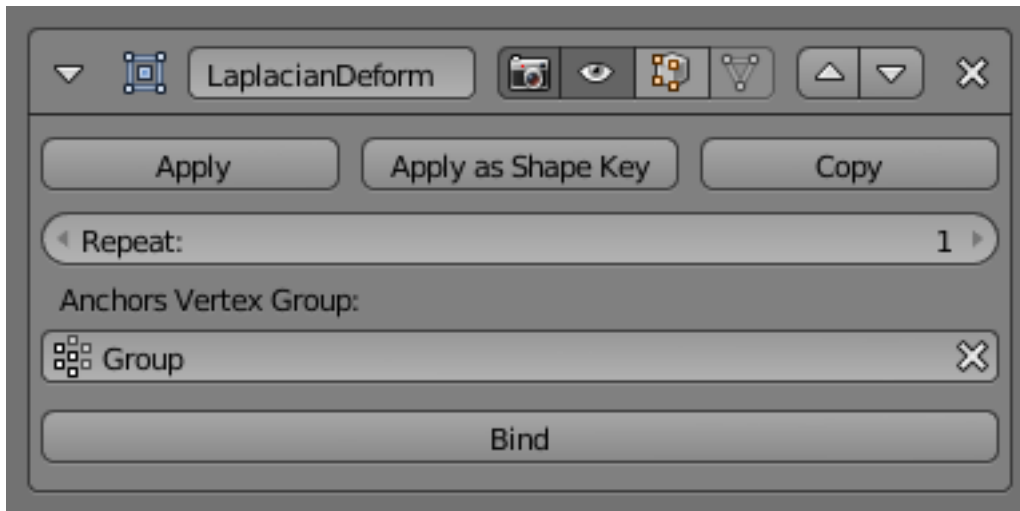 LaplacianDeform
Apply Apply as Shape Key Copy
Repeat: 1
Anchors Vertex Group:
Group
Bind